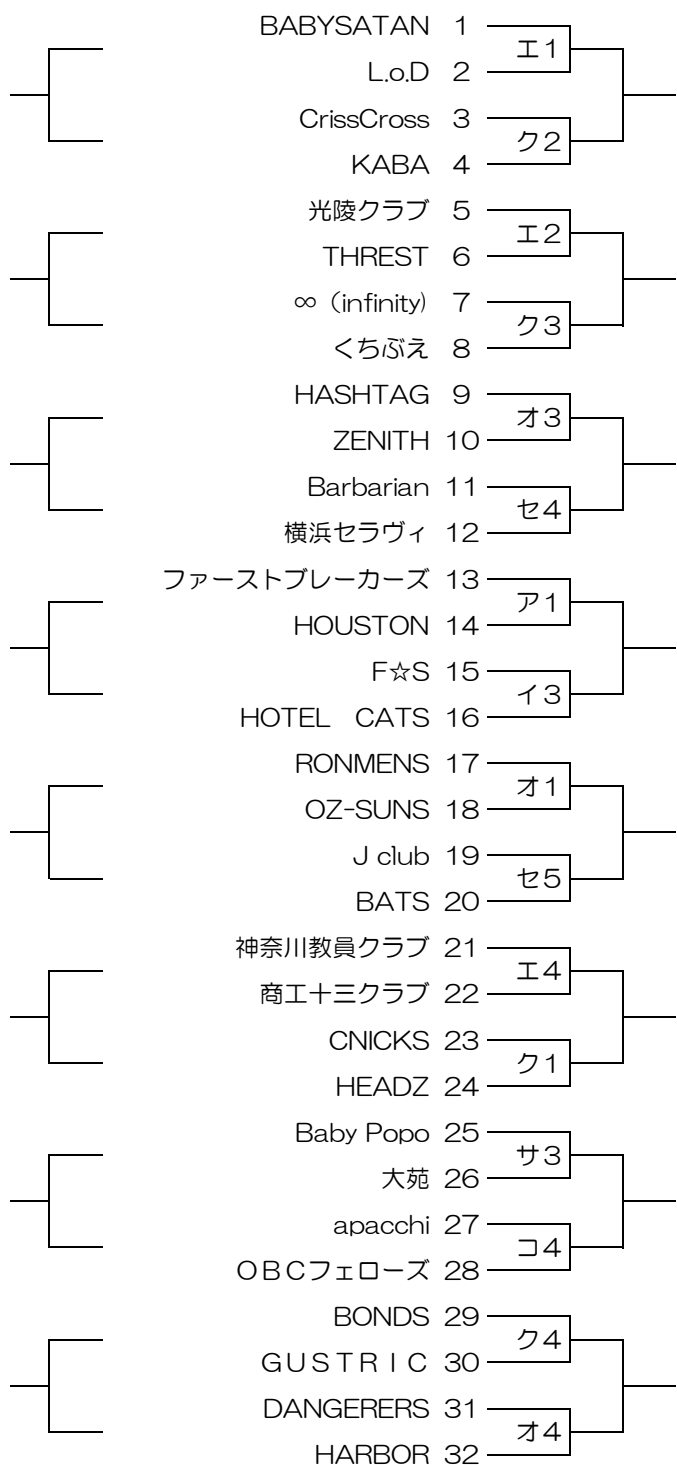 BABYSATAN 1
エ1
L.o.D 2
CrissCross 3
ク2
KABA 4
光陵クラブ 5
エ2
THREST 6
∞（infinity) 7
ク3
くちぶえ 8
HASHTAG 9
オ3
ZENITH 10
Barbarian 11
セ4
横浜セラヴィ 12
ファーストブレーカーズ 13
ア1
HOUSTON 14
F☆S 15
イ3
HOTEL　CATS 16
RONMENS 17
オ1
OZ-SUNS 18
J club 19
セ5
BATS 20
神奈川教員クラブ 21
エ4
商工十三クラブ 22
CNICKS 23
ク1
HEADZ 24
Baby Popo 25
サ3
大苑 26
apacchi 27
コ4
ＯＢＣフェローズ 28
BONDS 29
ク4
ＧＵＳＴＲＩＣ 30
DANGERERS 31
オ4
HARBOR 32